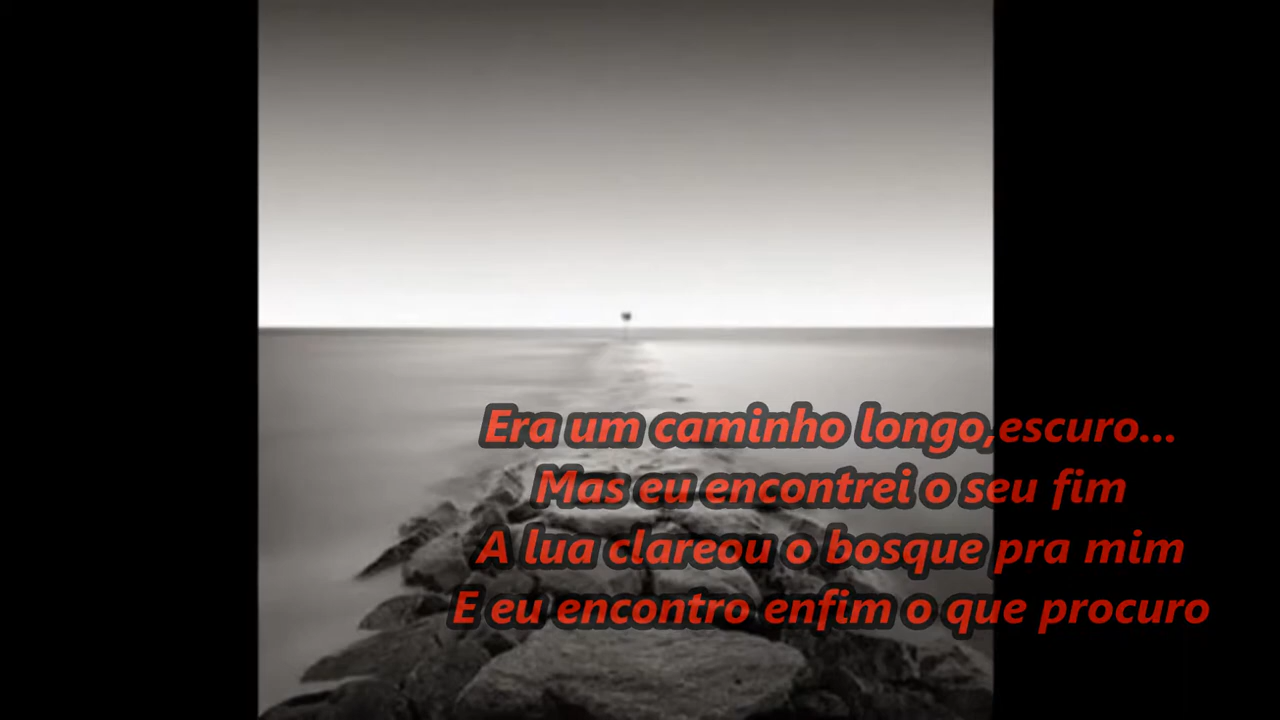 Era um caminho longo,escuro...
Mas eu encontrei o seu fim
A lua clareou o bosque pra mim
E eu encontro enfim o que procuro